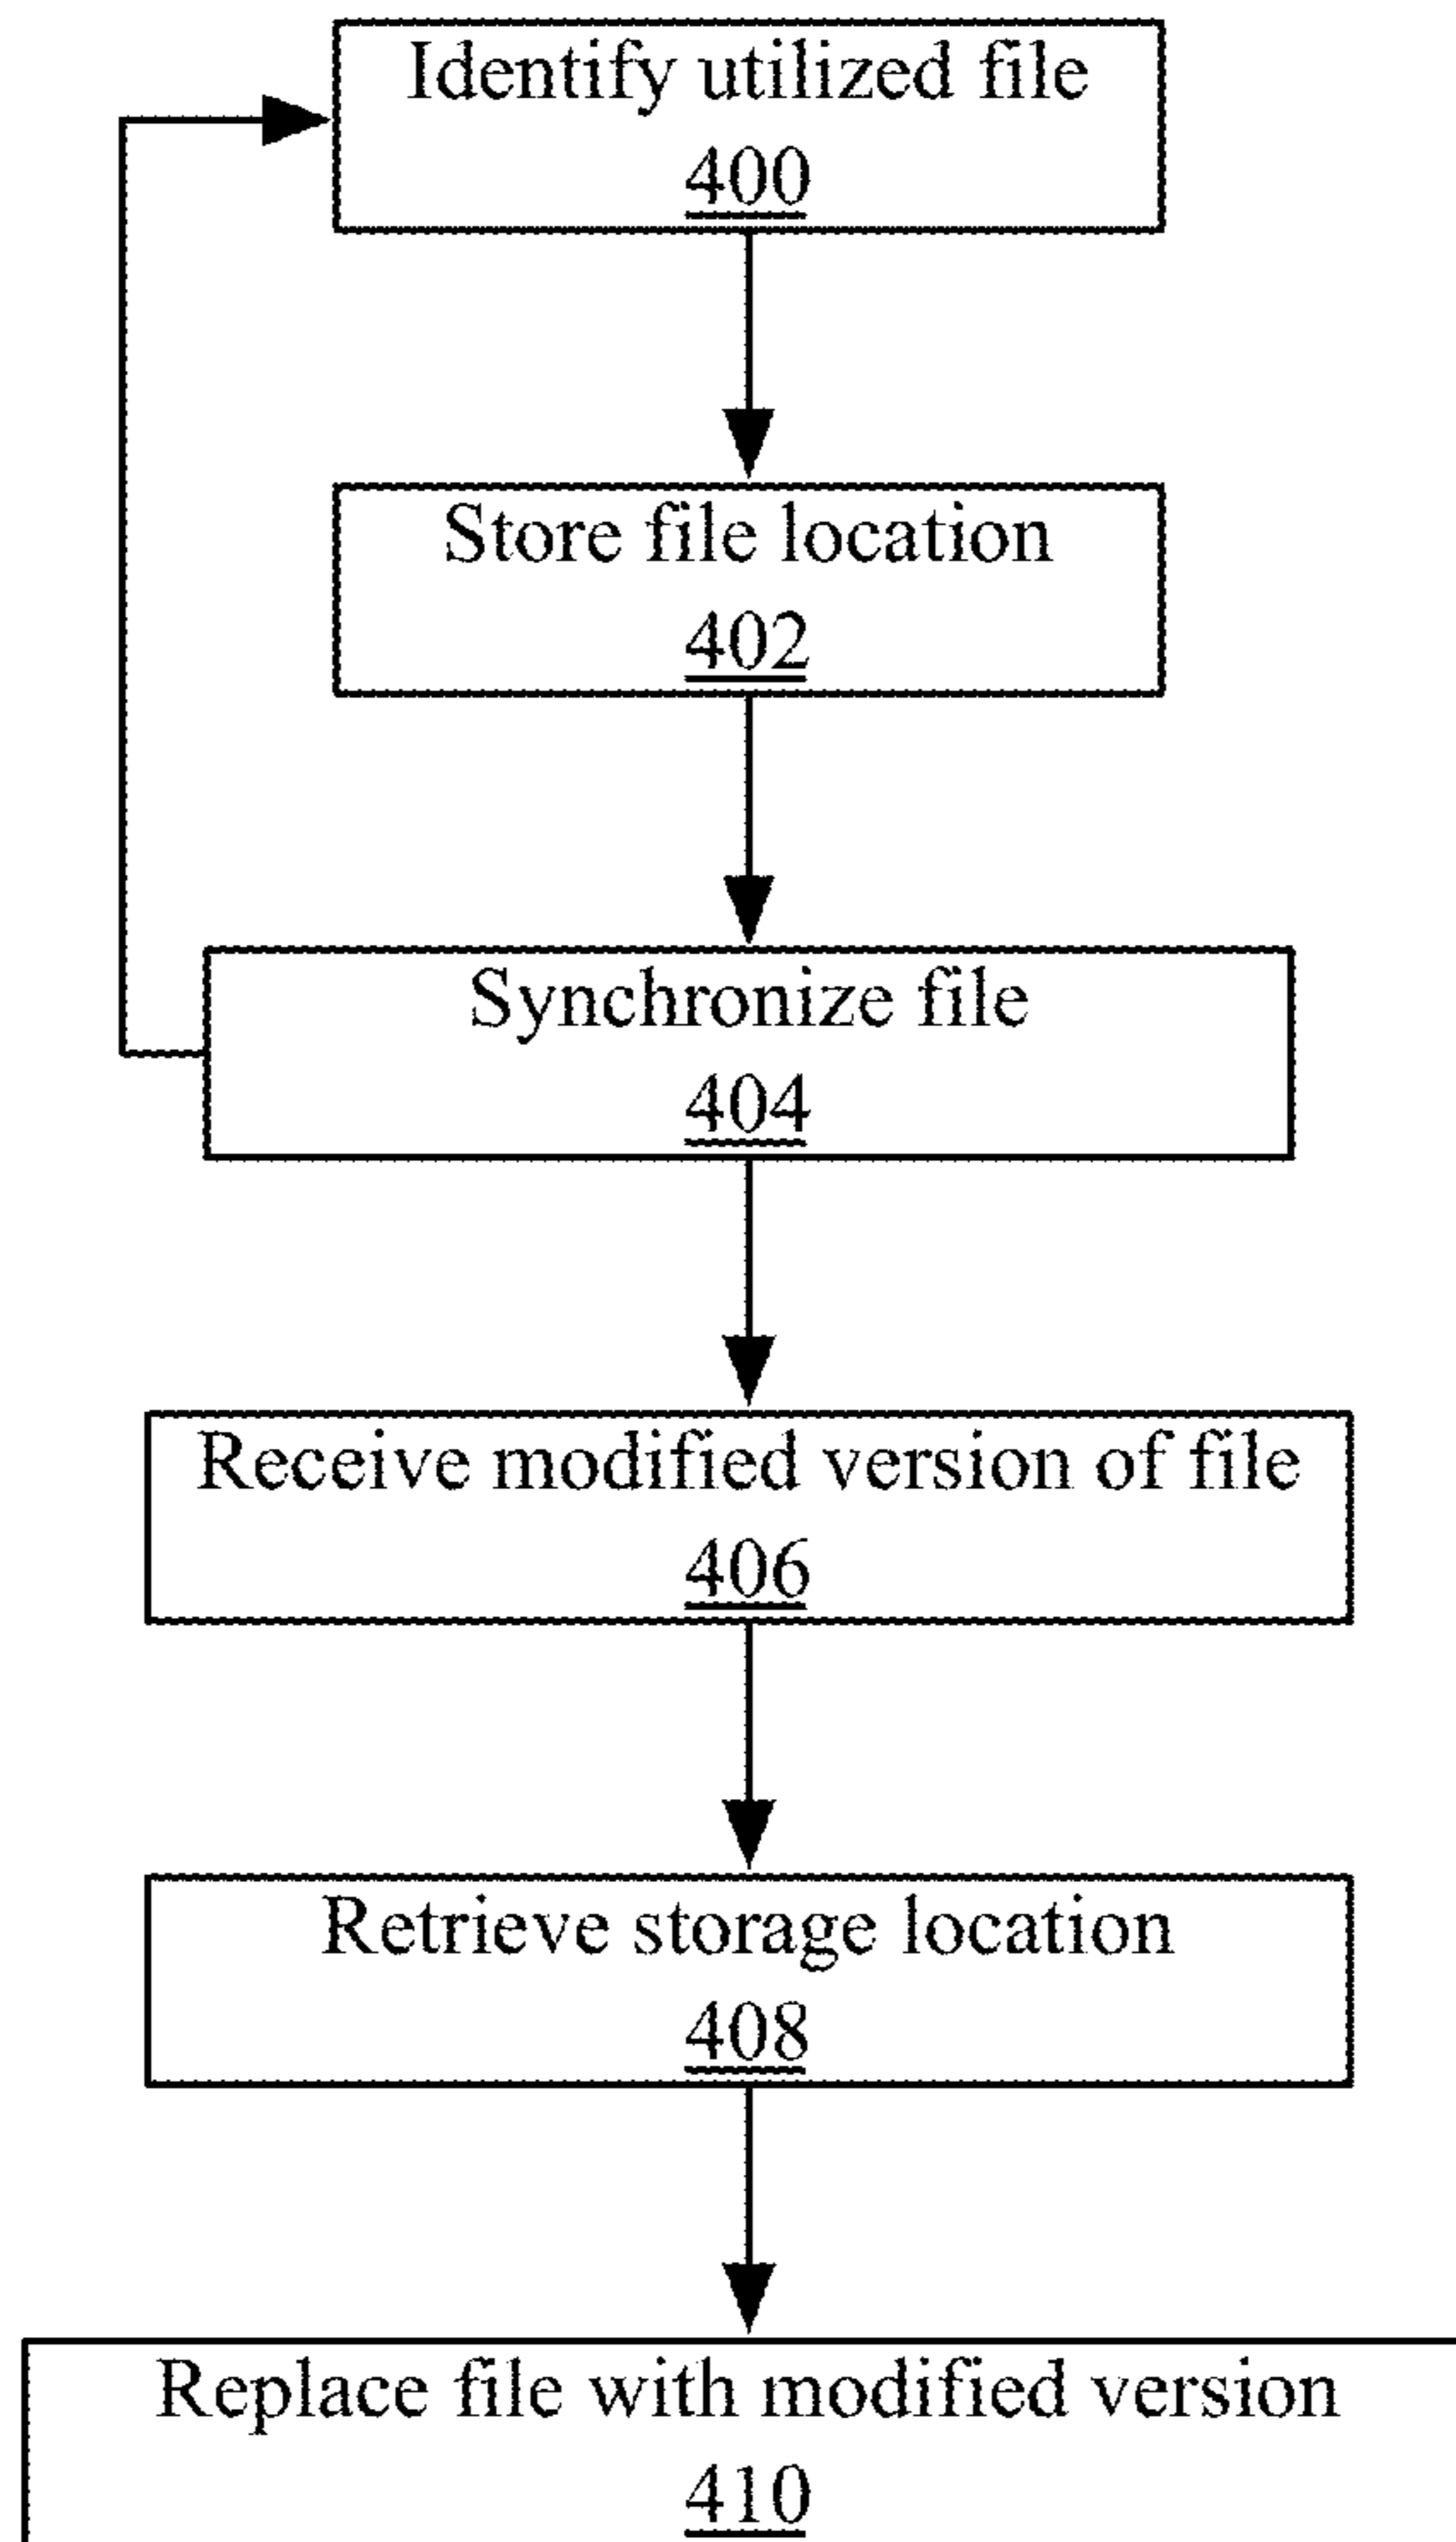 Identify utilized file
400
Store file location
402
Synchronize file
404
Receive modified version of file
406
Retrieve storage location
408
Replace file with modified version
410